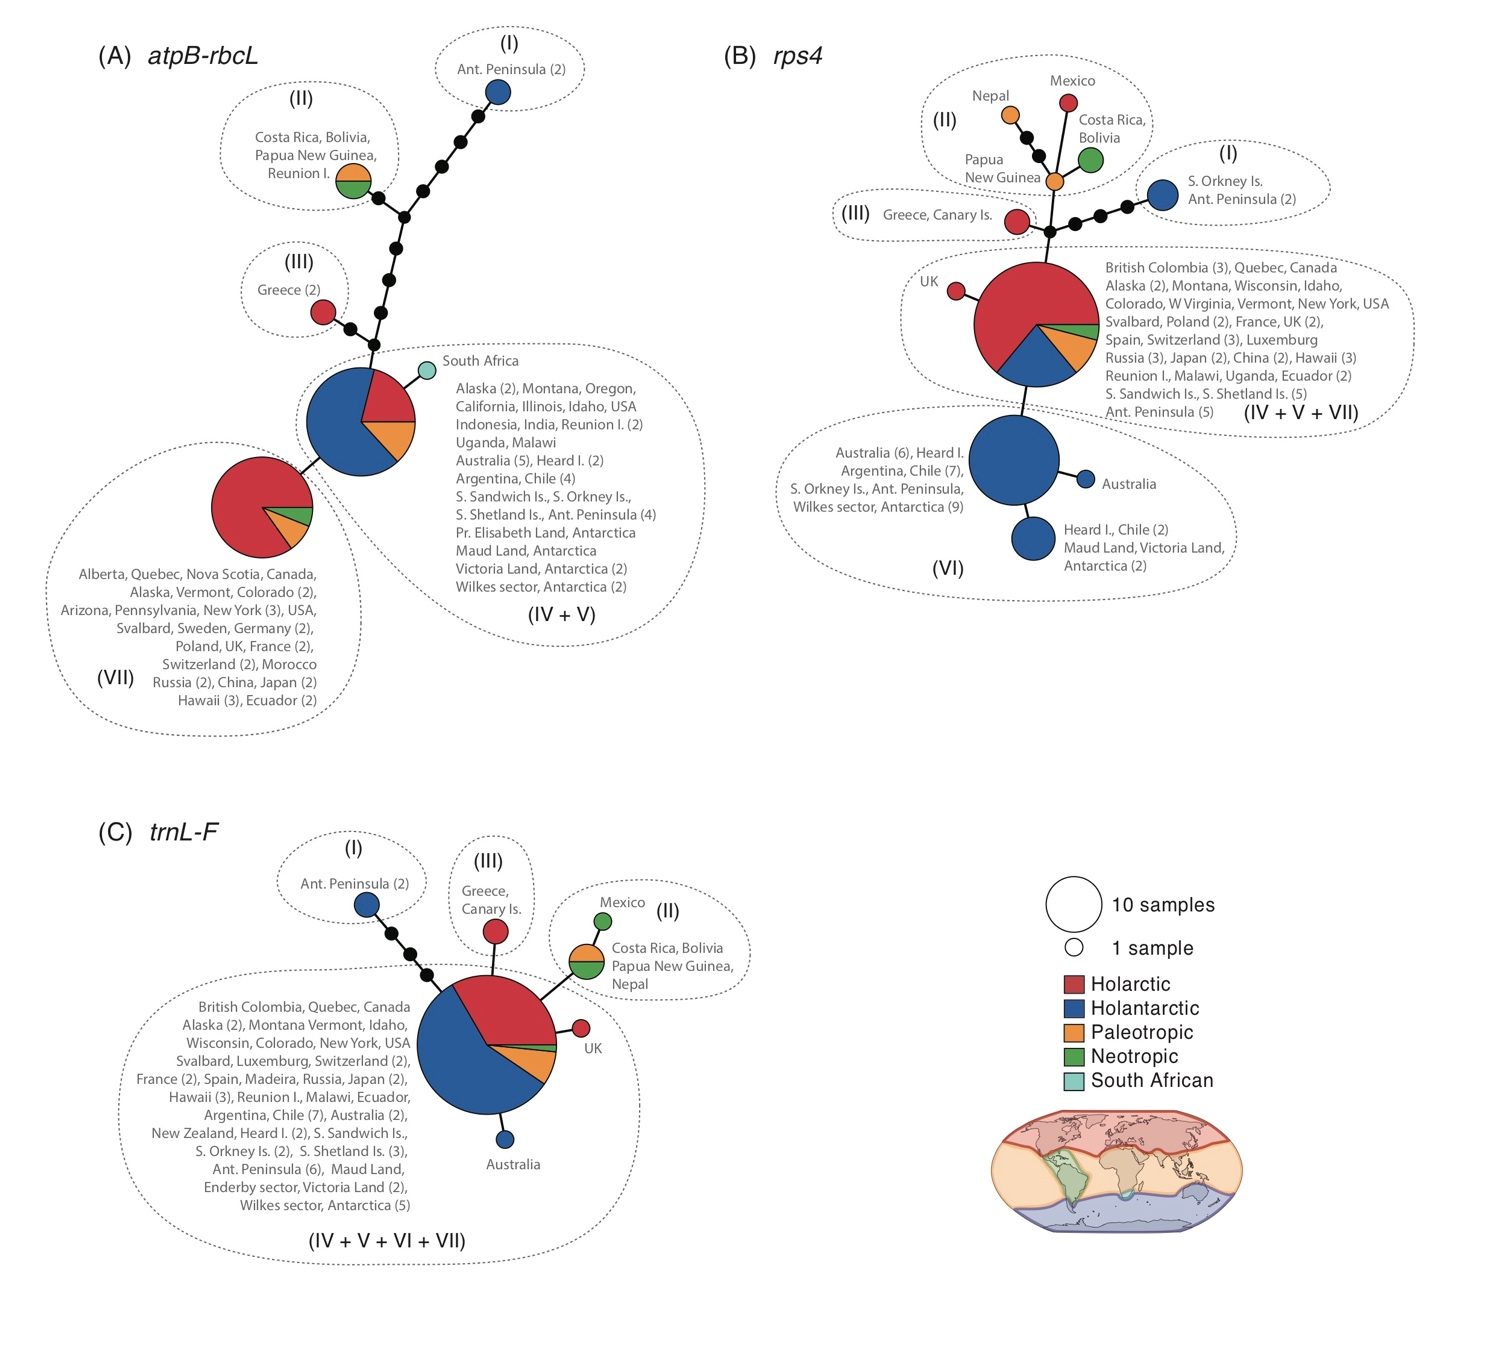 (A) atpB-rbcL
(I)
Ant. Peninsula (2)
(II)
Costa Rica, Bolivia,
Papua New Guinea,
Reunion I.
(III)
Greece (2)
South Africa
Alaska (2), Montana, Oregon,
California, Illinois, Idaho, USA
Indonesia, India, Reunion I. (2)
Uganda, Malawi
Australia (5), Heard I. (2)
Argentina, Chile (4)
S. Sandwich Is., S. Orkney Is.,
S. Shetland Is., Ant. Peninsula (4)
Pr. Elisabeth Land, Antarctica
Maud Land, Antarctica
Victoria Land, Antarctica (2)
Wilkes sector, Antarctica (2)
(IV + V)
Alberta, Quebec, Nova Scotia, Canada,
Alaska, Vermont, Colorado (2),
Arizona, Pennsylvania, New York (3), USA,
Svalbard, Sweden, Germany (2),
Poland, UK, France (2),
Switzerland (2), Morocco
Russia (2), China, Japan (2)
Hawaii (3), Ecuador (2)
(VII)
(B) rps4
(II)
Nepal
Mexico
Costa Rica,
Bolivia
Papua
New Guinea
(I)
S. Orkney Is.
Ant. Peninsula (2)
(III)
Greece, Canary Is.
UK
British Colombia (3), Quebec, Canada
Alaska (2), Montana, Wisconsin, Idaho,
Colorado, W Virginia, Vermont, New York, USA
Svalbard, Poland (2), France, UK (2),
Spain, Switzerland (3), Luxemburg
Russia (3), Japan (2), China (2), Hawaii (3)
Reunion I., Malawi, Uganda, Ecuador (2)
S. Sandwich Is., S. Shetland Is. (5)
Ant. Peninsula (5)
(IV + V + VII)
Australia (6), Heard I.
Argentina, Chile (7),
S. Orkney Is., Ant. Peninsula,
Wilkes sector, Antarctica (9)
Australia
Heard I., Chile (2)
Maud Land, Victoria Land,
Antarctica (2)
(VI)
(C) trnL-F
(I)
Ant. Peninsula (2)
(III)
Greece,
Canary Is.
Mexico
(II)
Costa Rica, Bolivia
Papua New Guinea,
Nepal
UK
Australia
British Colombia, Quebec, Canada
Alaska (2), Montana Vermont, Idaho,
Wisconsin, Colorado, New York, USA
Svalbard, Luxemburg, Switzerland (2),
France (2), Spain, Madeira, Russia, Japan (2),
Hawaii (3), Reunion I., Malawi, Ecuador,
Argentina, Chile (7), Australia (2),
New Zealand, Heard I. (2), S. Sandwich Is.,
S. Orkney Is. (2), S. Shetland Is. (3),
Ant. Peninsula (6), Maud Land,
Enderby sector, Victoria Land (2),
Wilkes sector, Antarctica (5)
(IV + V + VI + VII)
10 samples
1 sample
Holarctic
Holantarctic
Paleotropic
Neotropic
South African